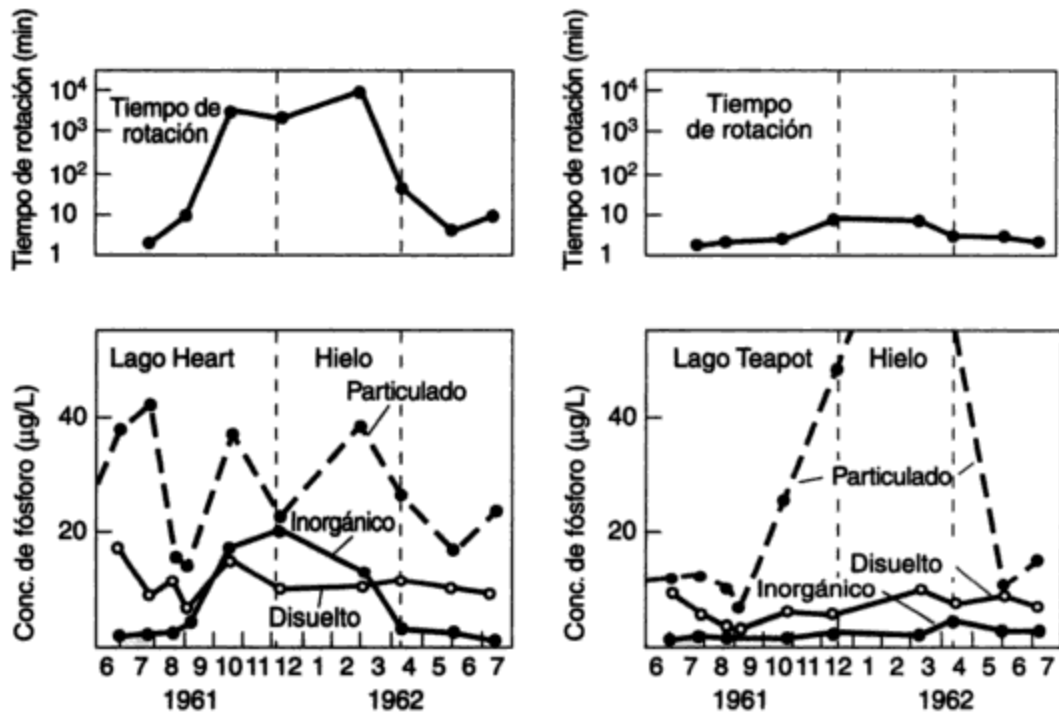 Tiempo de rotación (min)
10⁴
10³
10²
10
1
Tiempo de
rotación
Tiempo de rotación (min)
10⁴
10³
10²
10
1
Tiempo
de rotación
Conc. de fósforo (µg/L)
40
20
Lago Heart
Hielo
Particulado
Inorgánico
Disuelto
6 7 8 9 10 11 12 1 2 3 4 5 6 7
1961 1962
Conc. de fósforo (µg/L)
40
20
Lago Teapot
Hielo
Particulado
Disuelto
Inorgánico
6 7 8 9 10 11 12 1 2 3 4 5 6 7
1961 1962